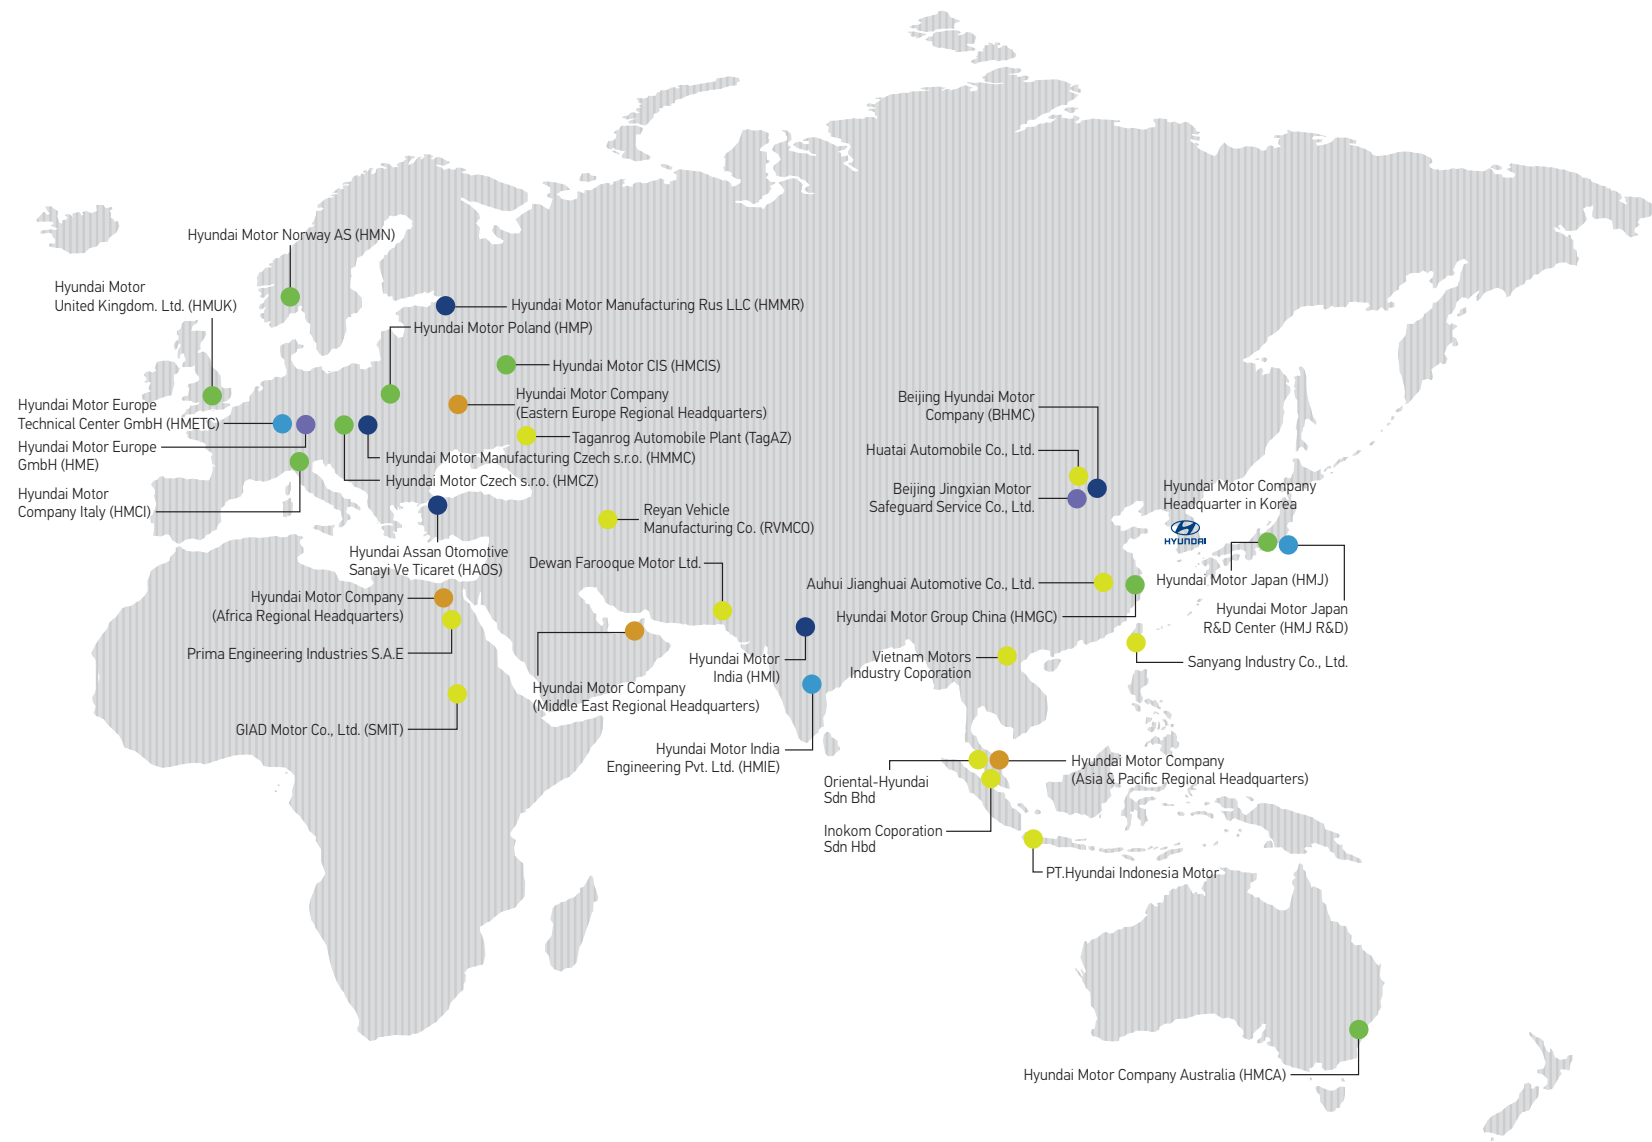 Hyundai Motor Norway AS (HMN)
Hyundai Motor
United Kingdom. Ltd. (HMUK)
Hyundai Motor Manufacturing Rus LLC (HMMR)
Hyundai Motor Poland (HMP)
Hyundai Motor CIS (HMCIS)
Hyundai Motor Company
(Eastern Europe Regional Headquarters)
Hyundai Motor Europe
Technical Center GmbH (HMETC)
Taganrog Automobile Plant (TagAZ)
Hyundai Motor Europe
GmbH (HME)
Hyundai Motor Manufacturing Czech s.r.o. (HMMC)
Hyundai Motor Czech s.r.o. (HMCZ)
Hyundai Motor
Company Italy (HMCI)
Reyan Vehicle
Manufacturing Co. (RVMCO)
Hyundai Assan Otomotive
Sanayi Ve Ticaret (HAOS)
Dewan Farooque Motor Ltd.
Hyundai Motor Company
(Africa Regional Headquarters)
Prima Engineering Industries S.A.E
GIAD Motor Co., Ltd. (SMIT)
Hyundai Motor Company
(Middle East Regional Headquarters)
Hyundai Motor
India (HMI)
Hyundai Motor India
Engineering Pvt. Ltd. (HMIE)
Beijing Hyundai Motor
Company (BHMC)
Huatai Automobile Co., Ltd.
Beijing Jingxian Motor
Safeguard Service Co., Ltd.
Hyundai Motor Company
Headquarter in Korea
HYUNDAI
Auhui Jianghuai Automotive Co., Ltd.
Hyundai Motor Group China (HMGC)
Hyundai Motor Japan (HMJ)
Hyundai Motor Japan
R&D Center (HMJ R&D)
Vietnam Motors
Industry Coporation
Sanyang Industry Co., Ltd.
Oriental-Hyundai
Sdn Bhd
Hyundai Motor Company
(Asia & Pacific Regional Headquarters)
Inokom Coporation
Sdn Hbd
PT.Hyundai Indonesia Motor
Hyundai Motor Company Australia (HMCA)